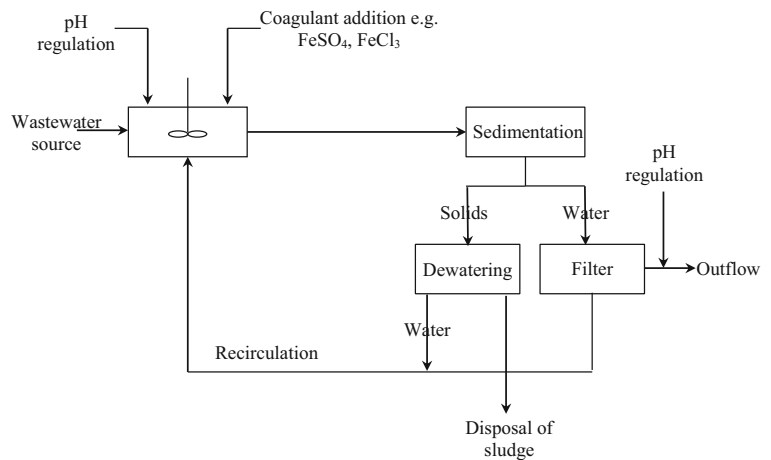 pH
regulation
Coagulant addition e.g.
FeSO₄, FeCl₃
Wastewater
source
Sedimentation
pH
regulation
Solids
Water
Dewatering
Filter
Outflow
Water
Recirculation
Disposal of
sludge